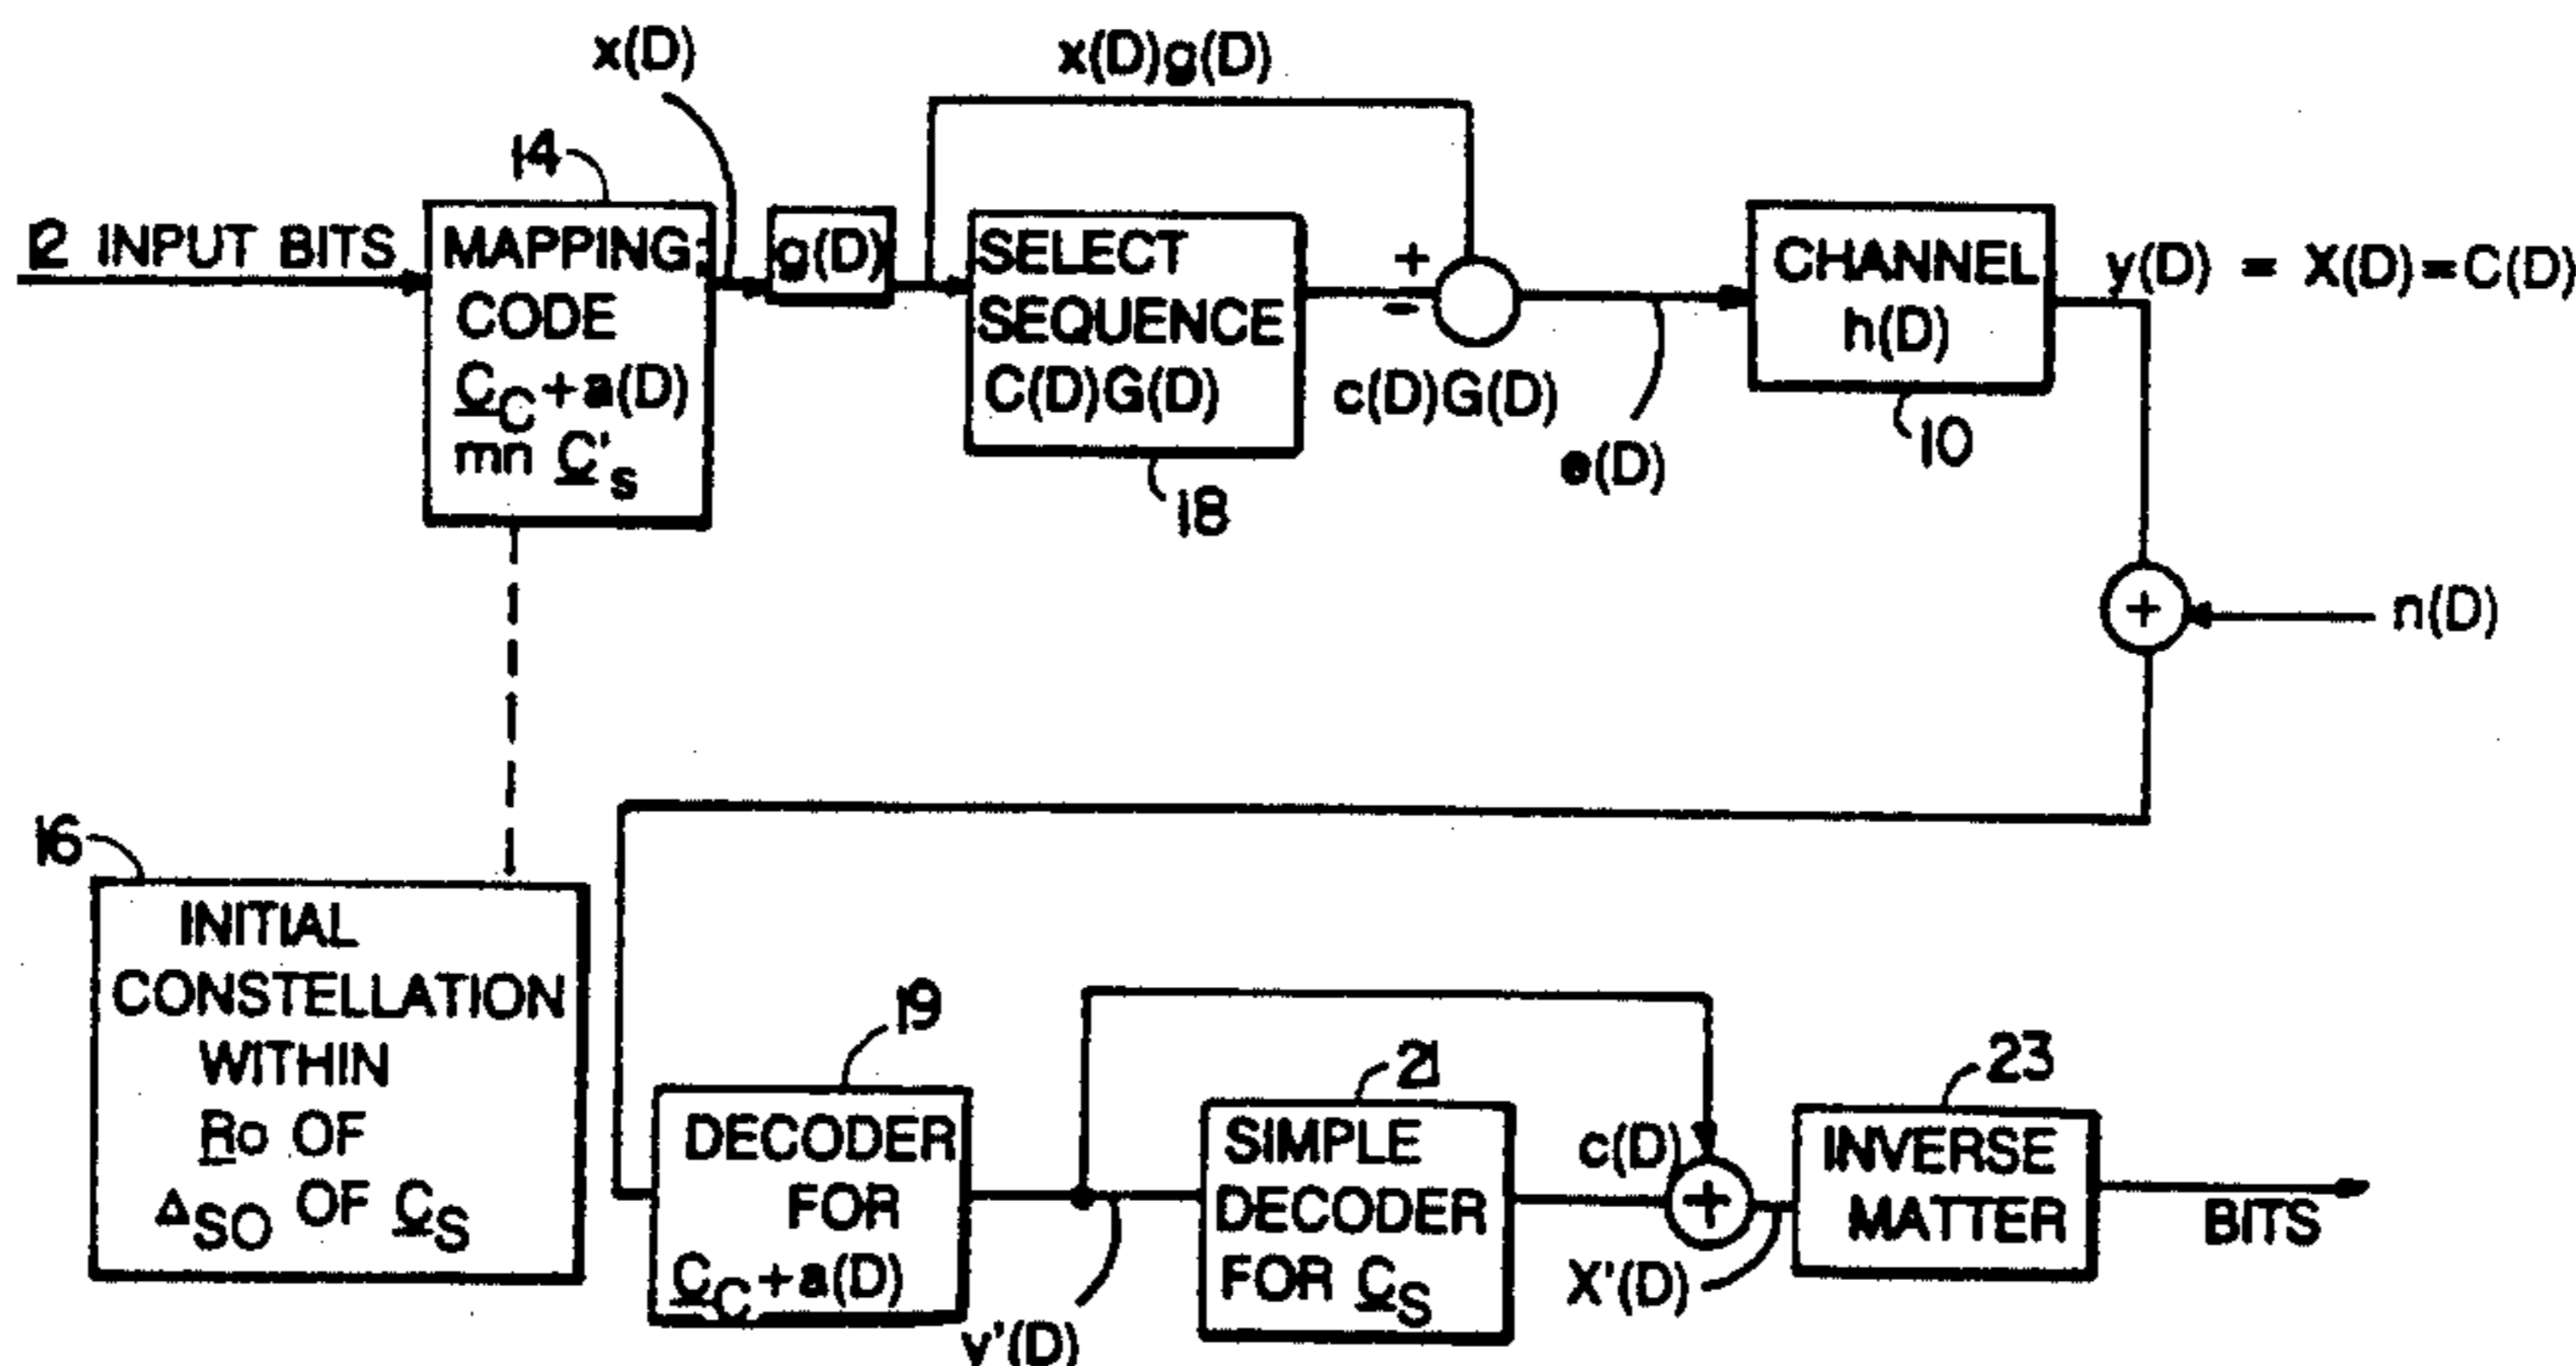 x(D)
x(D)g(D)
14
12 INPUT BITS
MAPPING:
CODE
C_C+a(D)
mn C'_s
g(D)
SELECT
SEQUENCE
C(D)G(D)
18
+
-
c(D)G(D)
e(D)
CHANNEL
h(D)
10
y(D) = X(D)=C(D)
+
n(D)
16
INITIAL
CONSTELLATION
WITHIN
Ro OF
Δ_SO OF C_S
19
DECODER
FOR
C_C+a(D)
y'(D)
21
SIMPLE
DECODER
FOR C_S
c(D)
+
X'(D)
23
INVERSE
MATTER
BITS